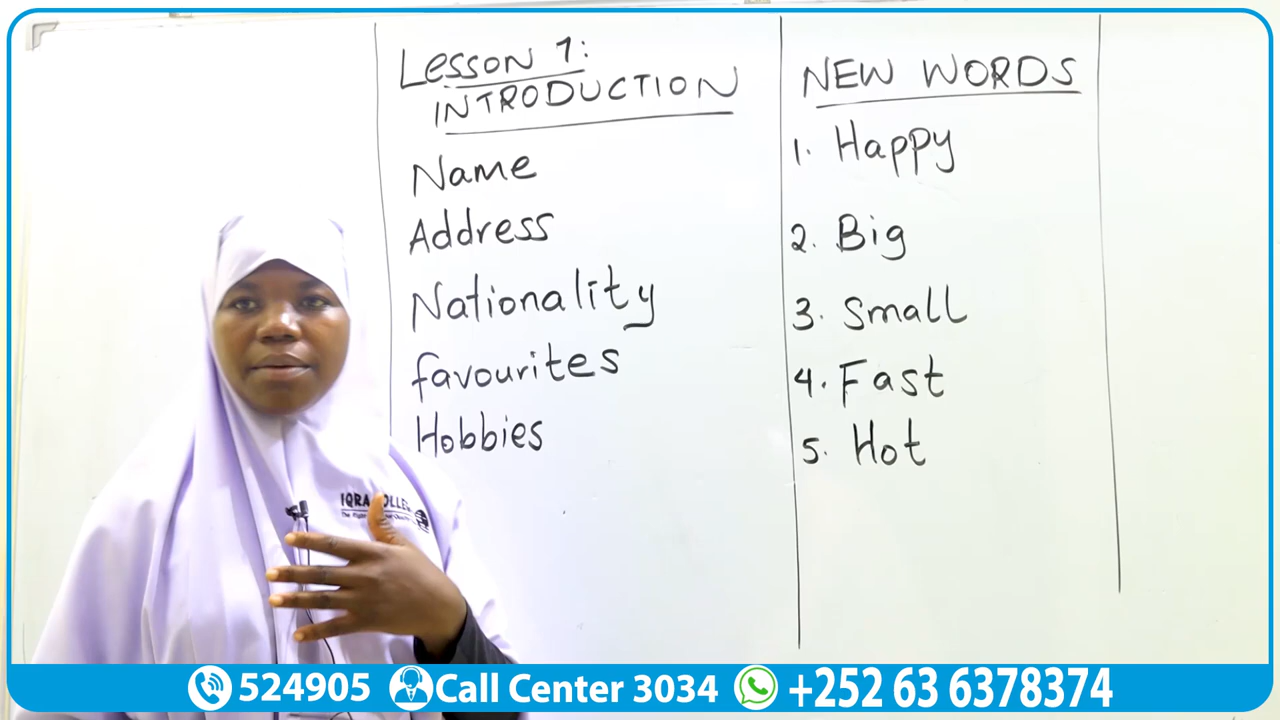 Lesson 1:
INTRODUCTION
Name
Address
Nationality
favourites
Hobbies
NEW WORDS
1. Happy
2. Big
3. Small
4. Fast
5. Hot
IQRA
The
524905 Call Center 3034 +252 63 6378374